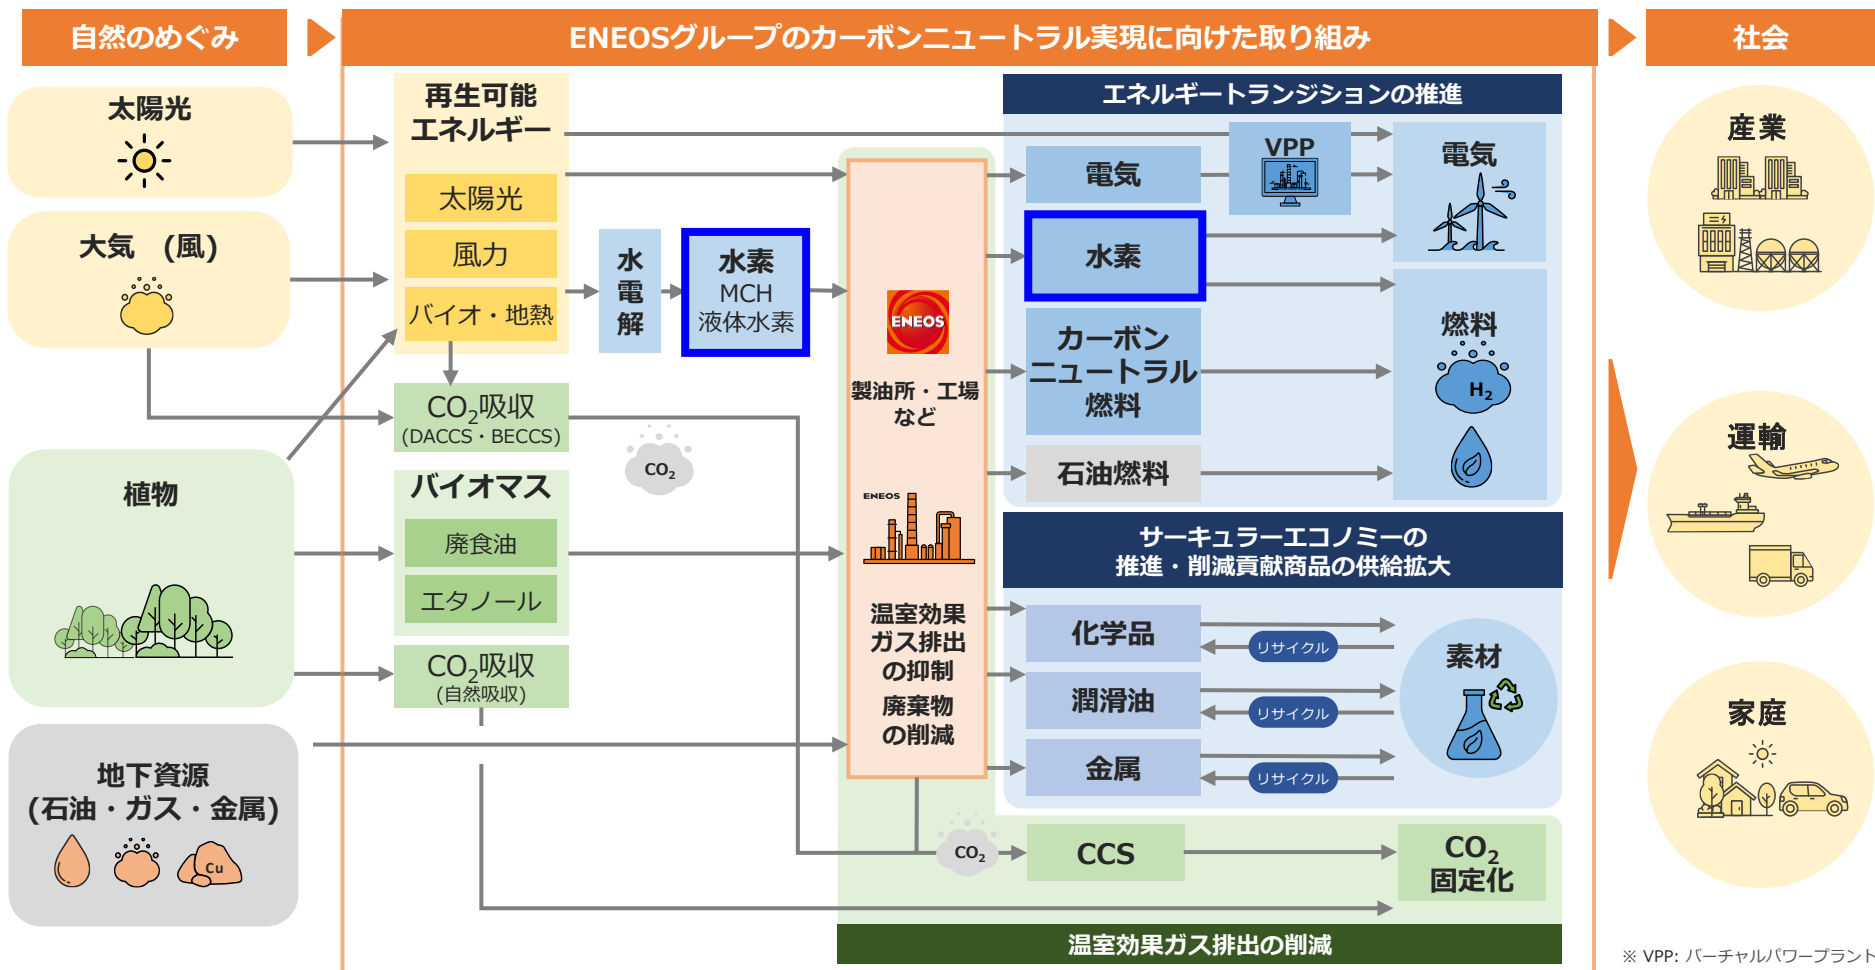 自然のめぐみ
ENEOSグループのカーボンニュートラル実現に向けた取り組み
社会
太陽光
大気 (風)
植物
地下資源
(石油・ガス・金属)
Cu
再生可能
エネルギー
太陽光
風力
バイオ・地熱
水
電
解
水素
MCH
液体水素
CO₂吸収
(DACCS・BECCS)
CO₂
バイオマス
廃食油
エタノール
CO₂吸収
(自然吸収)
ENEOS
製油所・工場
など
ENEOS
温室効果
ガス排出
の抑制
廃棄物
の削減
エネルギートランジションの推進
電気
VPP
電気
水素
カーボン
ニュートラル
燃料
石油燃料
燃料
H₂
サーキュラーエコノミーの
推進・削減貢献商品の供給拡大
化学品
リサイクル
潤滑油
リサイクル
金属
リサイクル
素材
CO₂
CCS
CO₂
固定化
温室効果ガス排出の削減
産業
運輸
家庭
※ VPP: バーチャルパワープラント